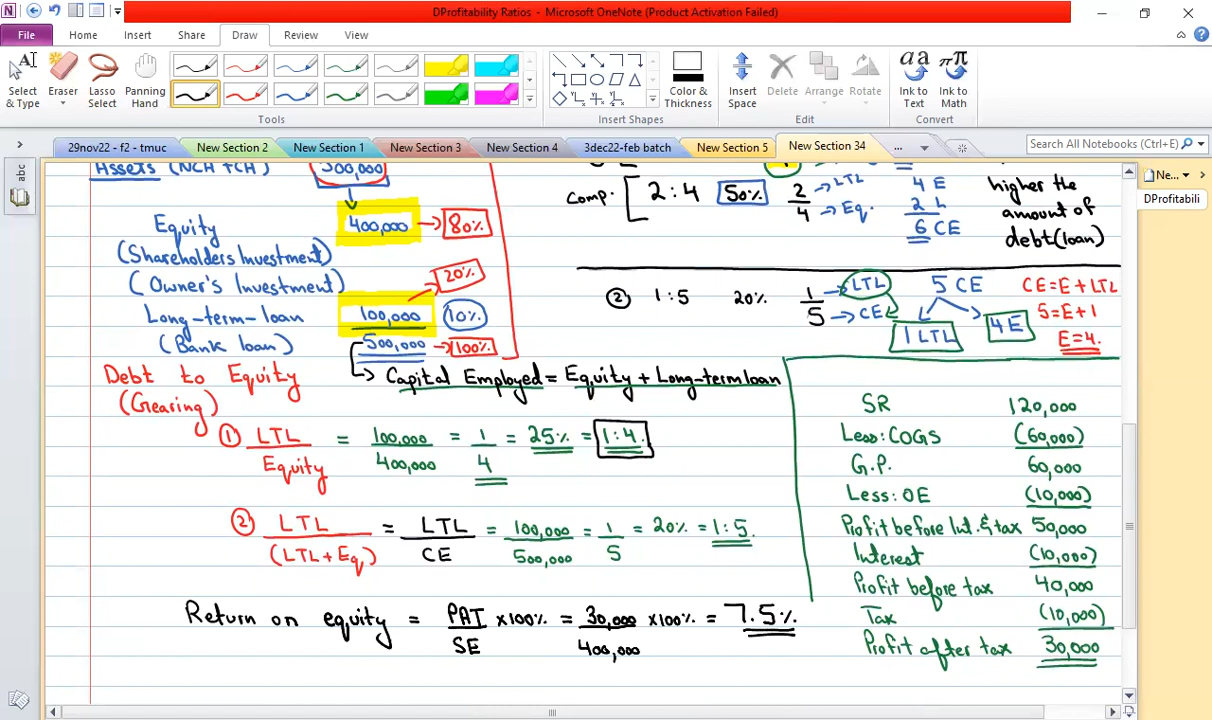 DProfitability Ratios - Microsoft OneNote (Product Activation Failed)
File Home Insert Share Draw Review View
Select & Type
Eraser
Lasso Select
Panning Hand
Color & Thickness
Insert Space
Delete
Arrange
Rotate
Ink to Text
Ink to Math
Tools
Insert Shapes
Edit
Convert
29nov22 - f2 - tmuc
New Section 2
New Section 1
New Section 3
New Section 4
3dec22-feb batch
New Section 5
New Section 34
...
Search All Notebooks (Ctrl+E)
abc
Ne...
DProfitabili
Assets (NCA + CA) 500,000
Equity 400,000 → 80%
(Shareholders Investment)
(Owner's Investment) 20%
Long-term-loan 100,000 10%
(Bank loan) 500,000 → 100%
→ Capital Employed = Equity + Long-term loan
Debt to Equity
(Gearing)
① LTL / Equity = 100,000 / 400,000 = 1/4 = 25% = 1:4.
② LTL / (LTL + Eq) = LTL / CE = 100,000 / 500,000 = 1/5 = 20% = 1:5.
Return on equity = PAT / SE x100% = 30,000 / 400,000 x100% = 7.5%
Comp. [ 2:4 50% 2/4 → LTL → Eq.
4 E
2 L
6 CE
higher the
amount of
debt(loan)
② 1:5 20% 1/5 → LTL → CE
5 CE
1 LTL 4 E
CE = E + LTL
5 = E + 1
E = 4.
SR 120,000
Less: COGS (60,000)
G.P. 60,000
Less: OE (10,000)
Profit before Int. & tax 50,000
Interest (10,000)
Profit before tax 40,000
Tax (10,000)
Profit after tax 30,000